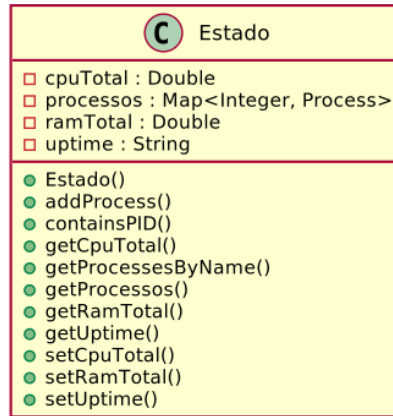 C Estado
cpuTotal : Double
processos : Map<Integer, Process>
ramTotal : Double
uptime : String
Estado()
addProcess()
containsPID()
getCpuTotal()
getProcessesByName()
getProcessos()
getRamTotal()
getUptime()
setCpuTotal()
setRamTotal()
setUptime()